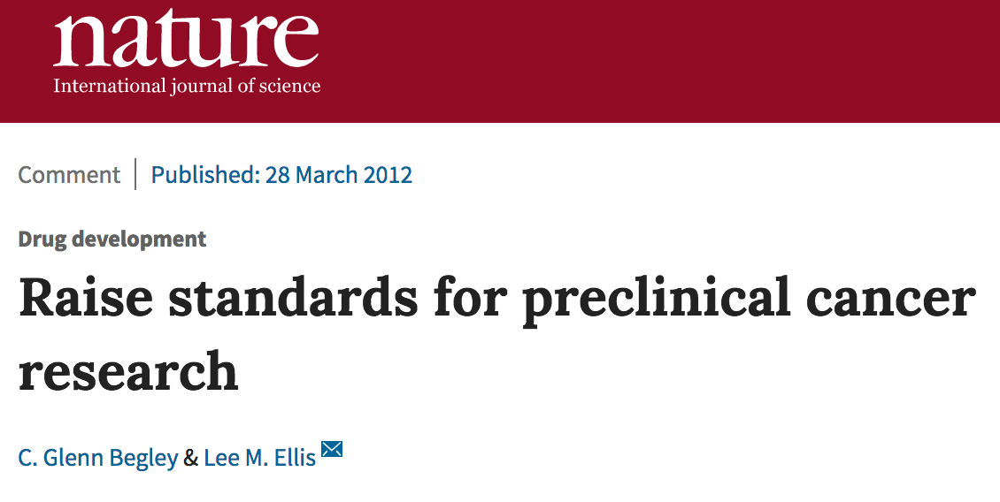 nature
International journal of science
Comment | Published: 28 March 2012
Drug development
Raise standards for preclinical cancer
research
C. Glenn Begley & Lee M. Ellis